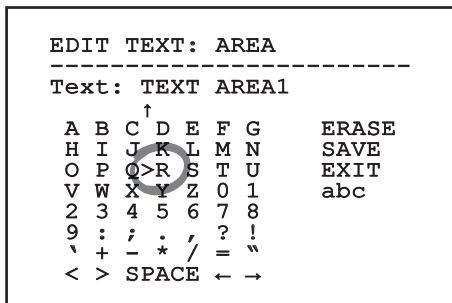 EDIT TEXT: AREA
------------------------
Text: TEXT AREA1
↑
A B C D E F G ERASE
H I J K L M N SAVE
O P Q>R S T U EXIT
V W X Y Z 0 1 abc
2 3 4 5 6 7 8
9 : ; . , ? !
‵ + - * / = ‶
< > SPACE ← →